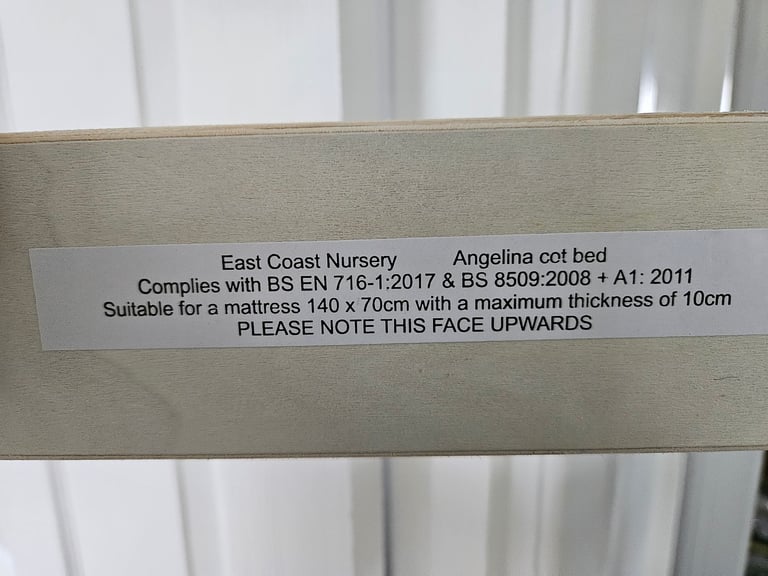 East Coast Nursery Angelina cot bed
Complies with BS EN 716-1:2017 & BS 8509:2008 + A1: 2011
Suitable for a mattress 140 x 70cm with a maximum thickness of 10cm
PLEASE NOTE THIS FACE UPWARDS